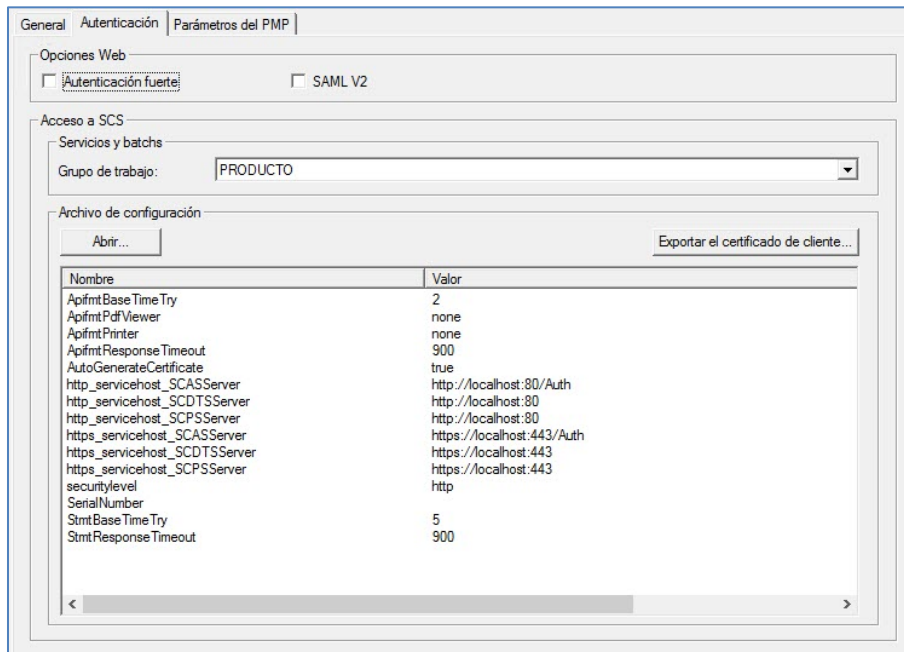 General Autenticación Parámetros del PMP
Opciones Web
Autenticación fuerte SAML V2
Acceso a SCS
Servicios y batchs
Grupo de trabajo: PRODUCTO
Archivo de configuración
Abrir... Exportar el certificado de cliente...
Nombre Valor
ApifmtBaseTimeTry 2
ApifmtPdfViewer none
ApifmtPrinter none
ApifmtResponseTimeout 900
AutoGenerateCertificate true
http_servicehost_SCASServer http://localhost:80/Auth
http_servicehost_SCDTSServer http://localhost:80
http_servicehost_SCPSServer http://localhost:80
https_servicehost_SCASServer https://localhost:443/Auth
https_servicehost_SCDTSServer https://localhost:443
https_servicehost_SCPSServer https://localhost:443
securitylevel http
SerialNumber
StmtBaseTimeTry 5
StmtResponseTimeout 900